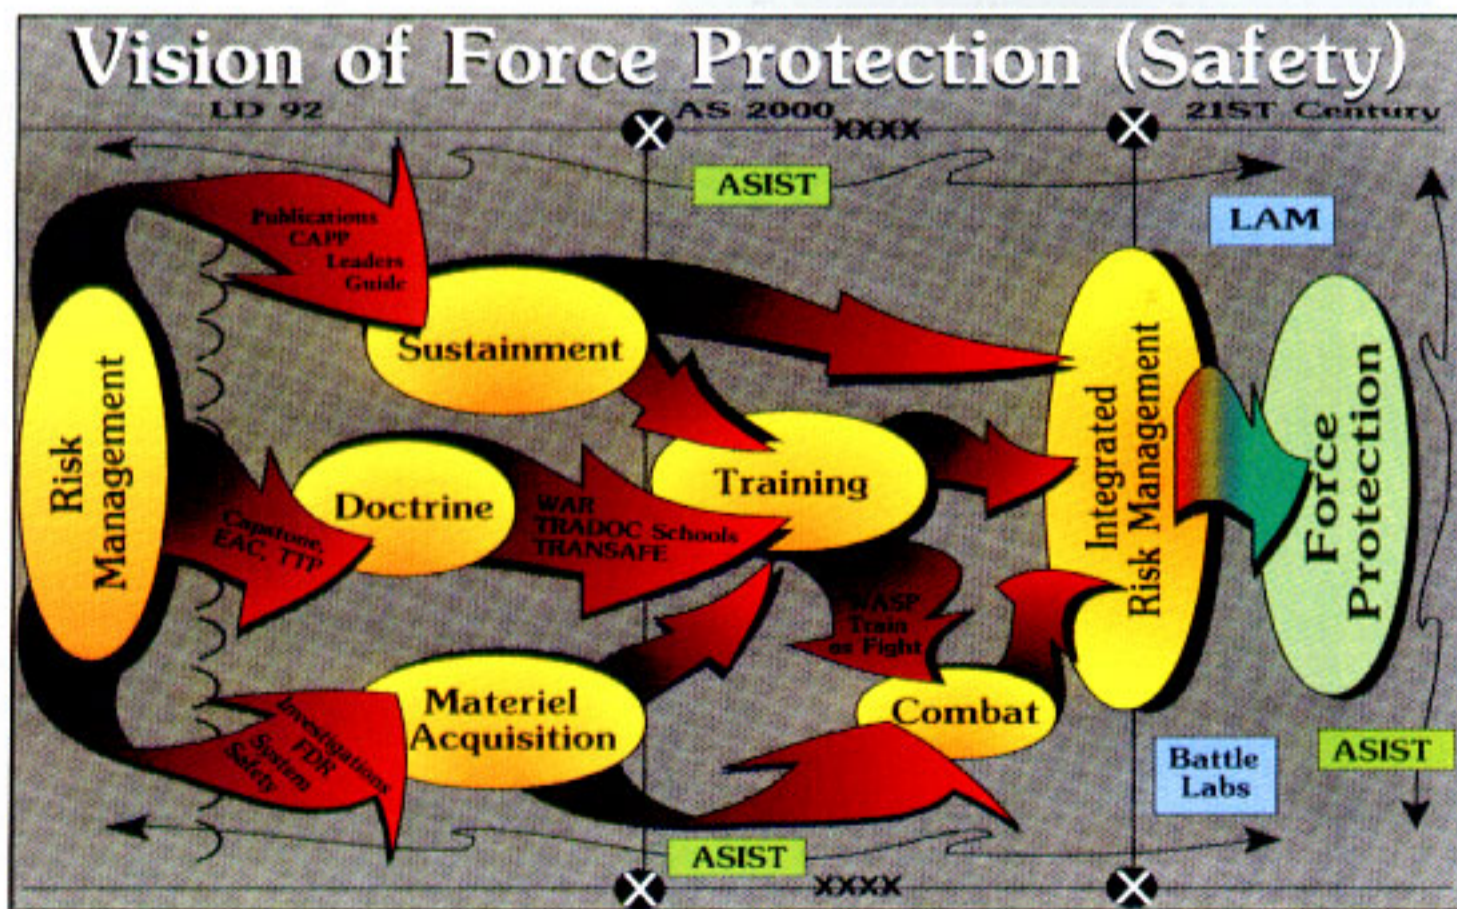 Vision of Force Protection (Safety)
LD 92
AS 2000
XXXX
21ST Century
X
X
ASIST
LAM
Publications
CAPP
Leaders
Guide
Sustainment
Risk
Management
Capstone,
EAC, TTP
Doctrine
WAR
TRADOC Schools
TRANSAFE
Training
Integrated
Risk Management
Force
Protection
WASP
Train
as Fight
Investigations
FDR
System
Safety
Materiel
Acquisition
Combat
Battle
Labs
ASIST
ASIST
X
XXXX
X